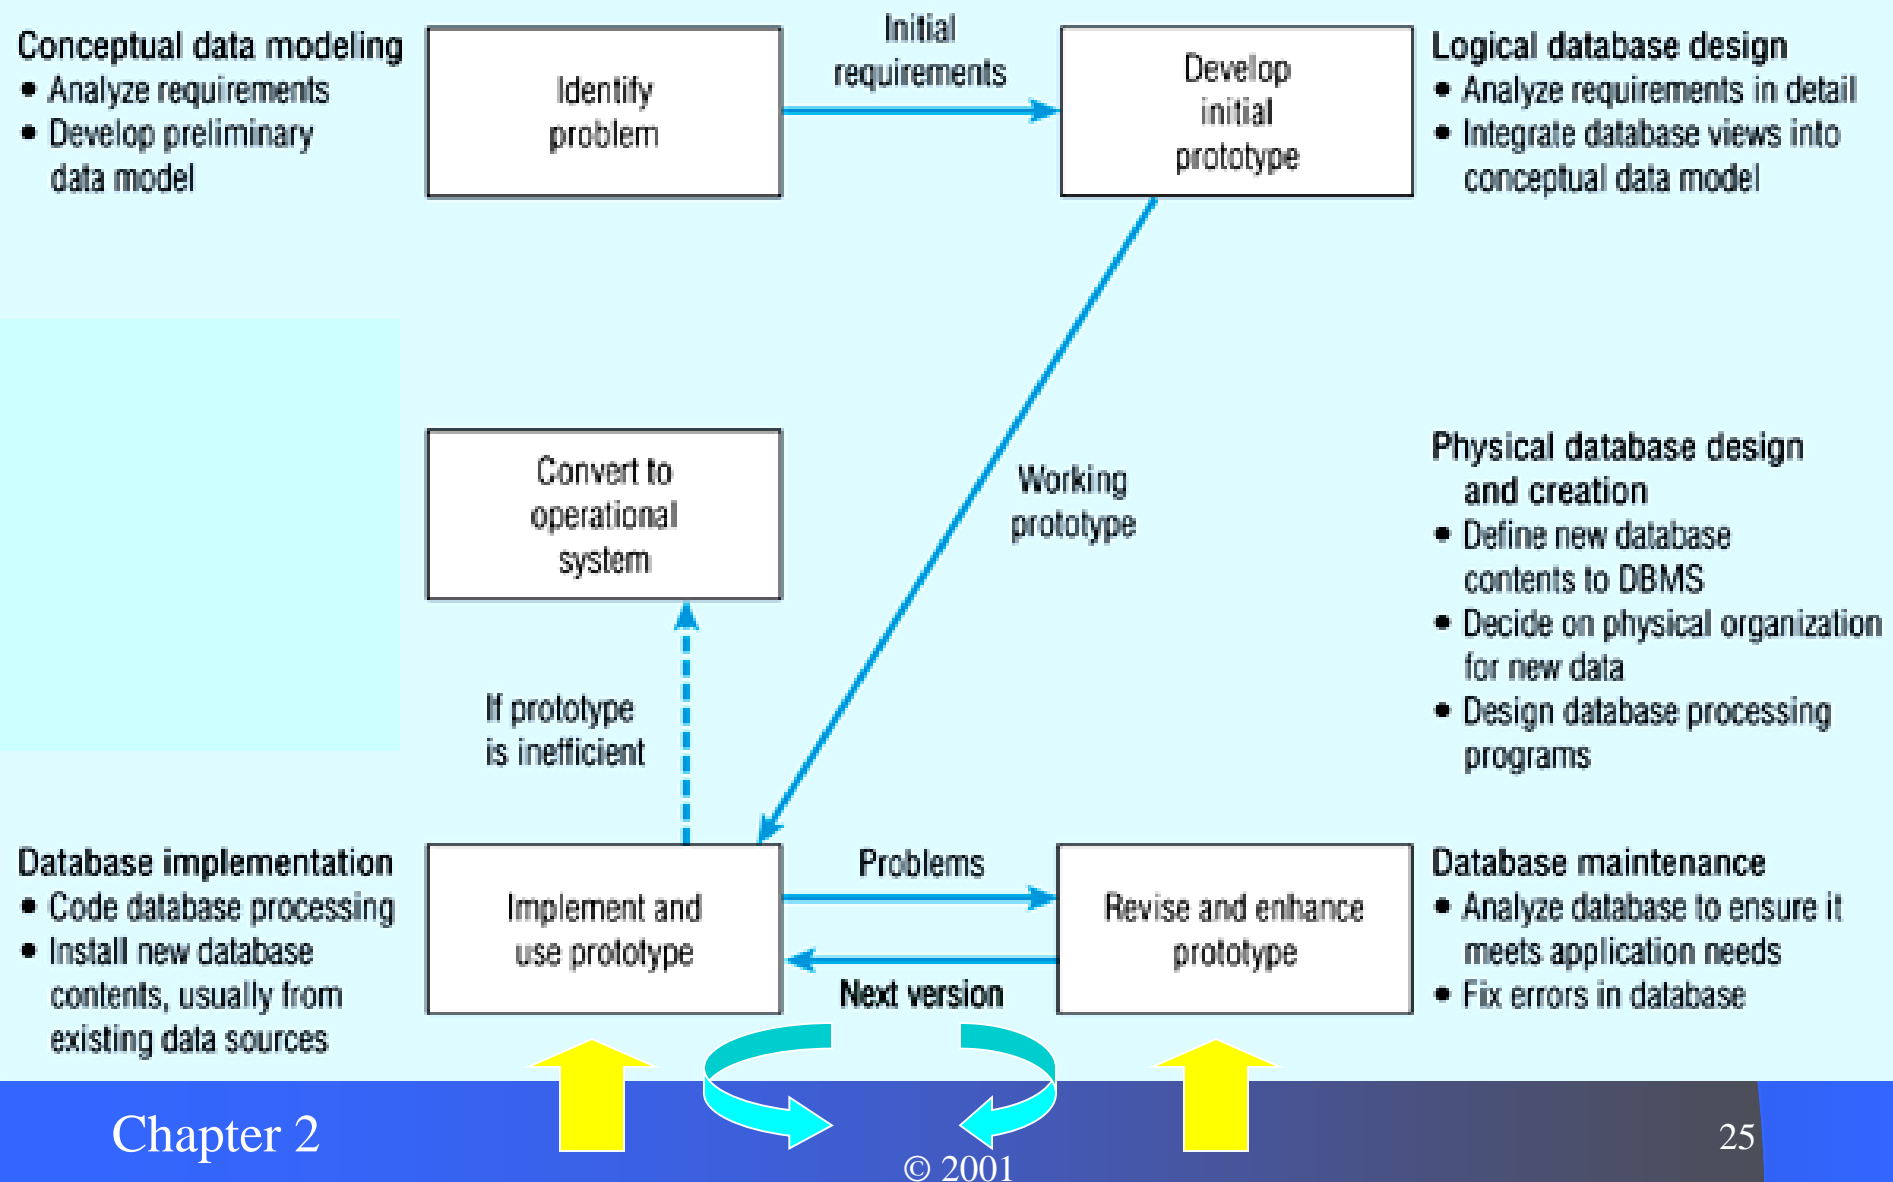 Conceptual data modeling
• Analyze requirements
• Develop preliminary
data model
Identify
problem
Initial
requirements
Develop
initial
prototype
Logical database design
• Analyze requirements in detail
• Integrate database views into
conceptual data model
Convert to
operational
system
Working
prototype
Physical database design
and creation
• Define new database
contents to DBMS
• Decide on physical organization
for new data
• Design database processing
programs
If prototype
is inefficient
Database implementation
• Code database processing
• Install new database
contents, usually from
existing data sources
Implement and
use prototype
Problems
Next version
Revise and enhance
prototype
Database maintenance
• Analyze database to ensure it
meets application needs
• Fix errors in database
Chapter 2
© 2001
25